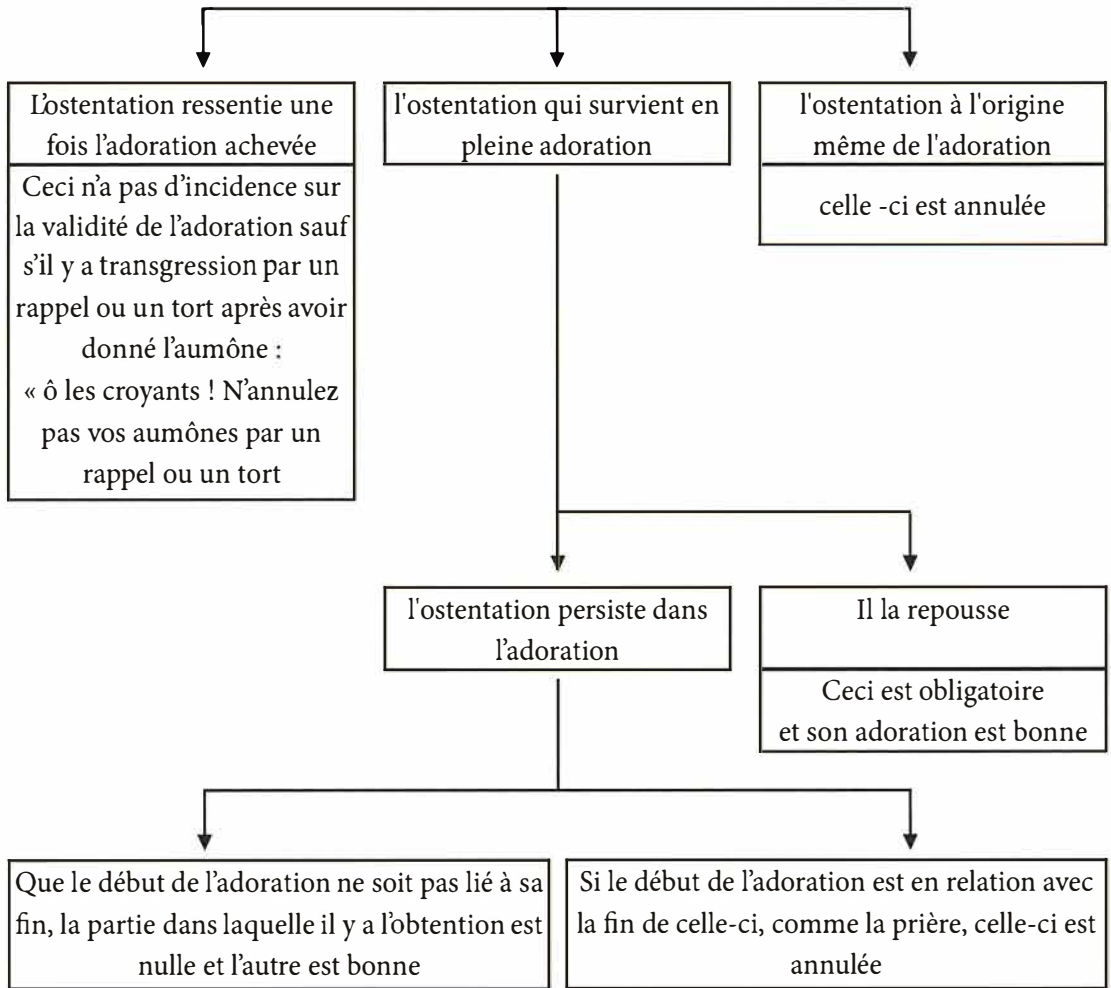 L'ostentation ressentie une
fois l'adoration achevée
Ceci n'a pas d'incidence sur
la validité de l'adoration sauf
s'il y a transgression par un
rappel ou un tort après avoir
donné l'aumône :
« ô les croyants ! N'annulez
pas vos aumônes par un
rappel ou un tort
l'ostentation qui survient en
pleine adoration
l'ostentation à l'origine
même de l'adoration
celle -ci est annulée
l'ostentation persiste dans
l'adoration
Il la repousse
Ceci est obligatoire
et son adoration est bonne
Que le début de l'adoration ne soit pas lié à sa
fin, la partie dans laquelle il y a l'obtention est
nulle et l'autre est bonne
Si le début de l'adoration est en relation avec
la fin de celle-ci, comme la prière, celle-ci est
annulée